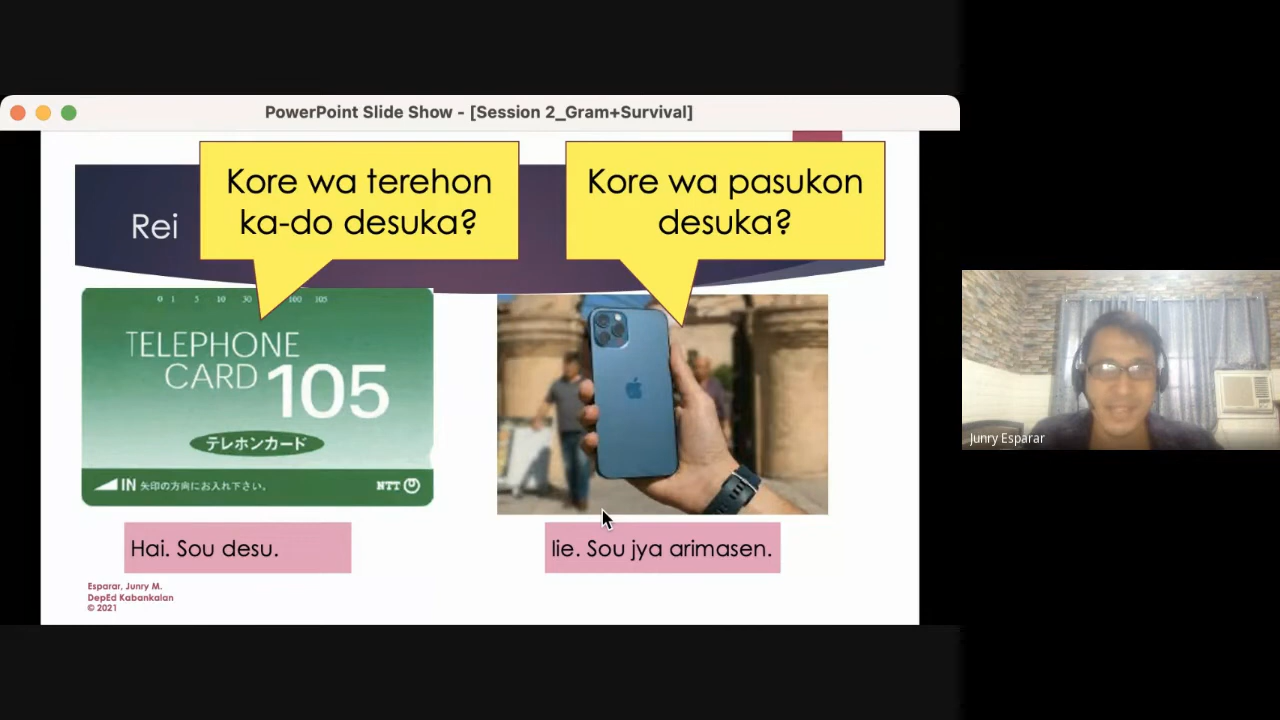 PowerPoint Slide Show - [Session 2_Gram+Survival]
Rei
Kore wa terehon
ka-do desuka?
Kore wa pasukon
desuka?
0 1 5 10 30 100 105
TELEPHONE
CARD 105
テレホンカード
IN 矢印の方向にお入れ下さい。
NTT
Hai. Sou desu.
Iie. Sou jya arimasen.
Esparar, Junry M.
DepEd Kabankalan
© 2021
Junry Esparar